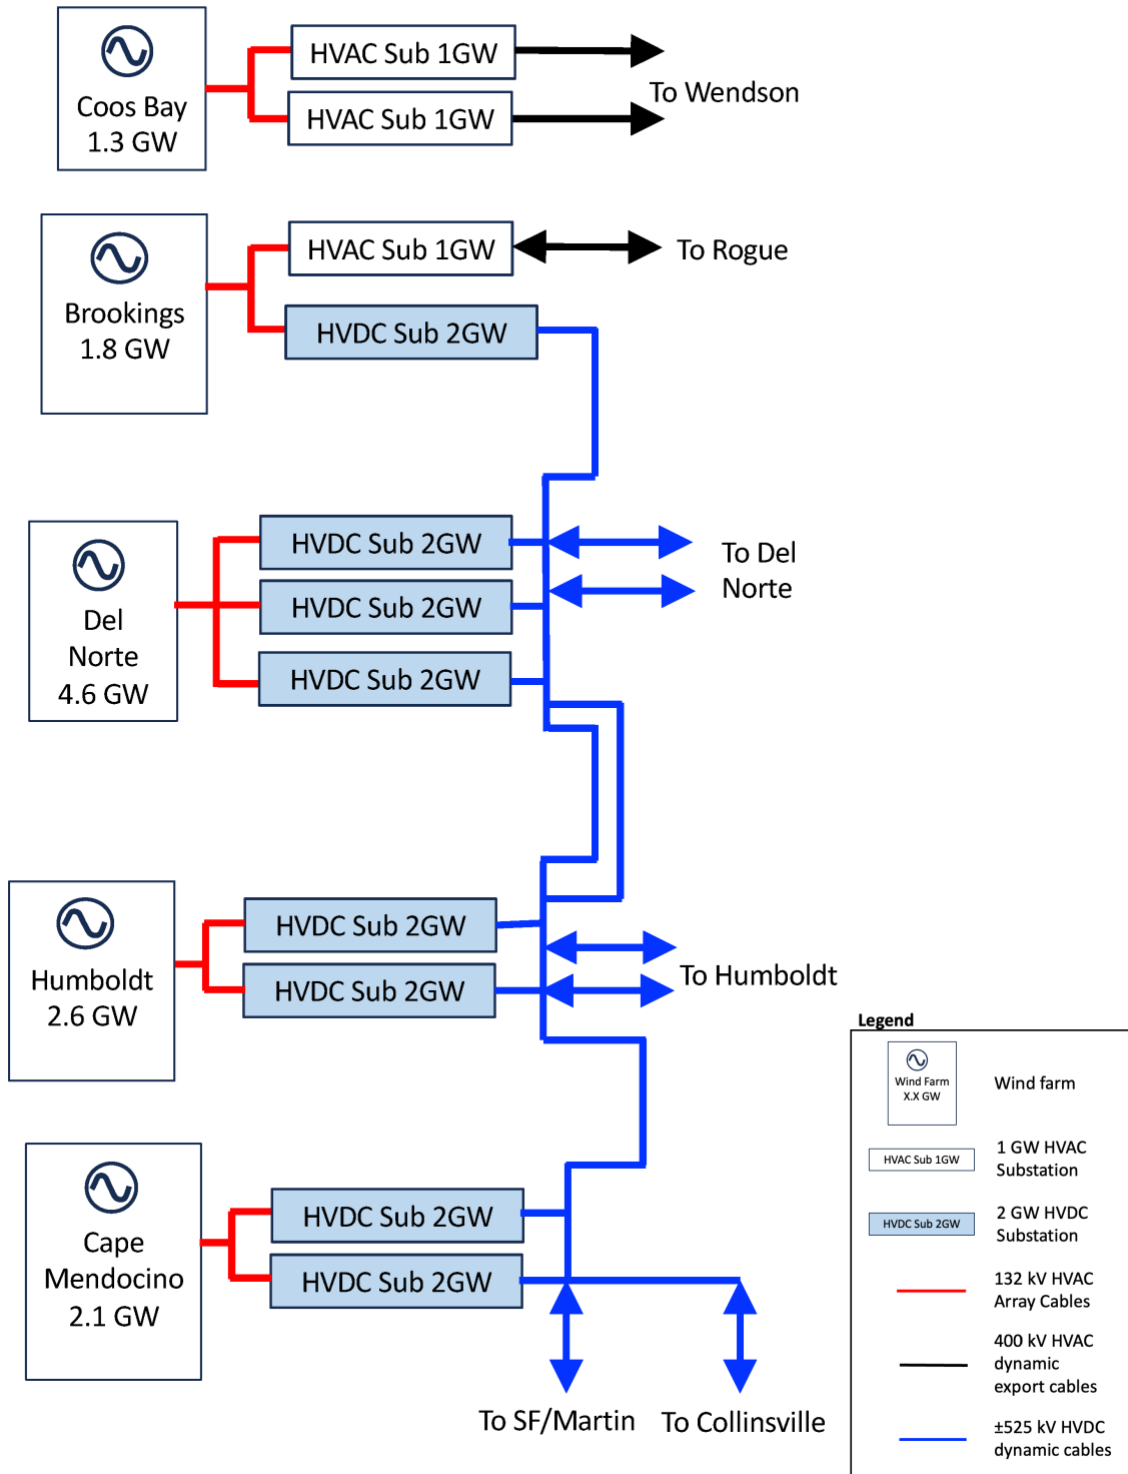 Coos Bay
1.3 GW
HVAC Sub 1GW
HVAC Sub 1GW
To Wendson
Brookings
1.8 GW
HVAC Sub 1GW
To Rogue
HVDC Sub 2GW
Del
Norte
4.6 GW
HVDC Sub 2GW
HVDC Sub 2GW
HVDC Sub 2GW
To Del
Norte
Humboldt
2.6 GW
HVDC Sub 2GW
HVDC Sub 2GW
To Humboldt
Cape
Mendocino
2.1 GW
HVDC Sub 2GW
HVDC Sub 2GW
To SF/Martin
To Collinsville
Legend
Wind Farm
X.X GW
Wind farm
HVAC Sub 1GW
1 GW HVAC
Substation
HVDC Sub 2GW
2 GW HVDC
Substation
132 kV HVAC
Array Cables
400 kV HVAC
dynamic
export cables
±525 kV HVDC
dynamic cables